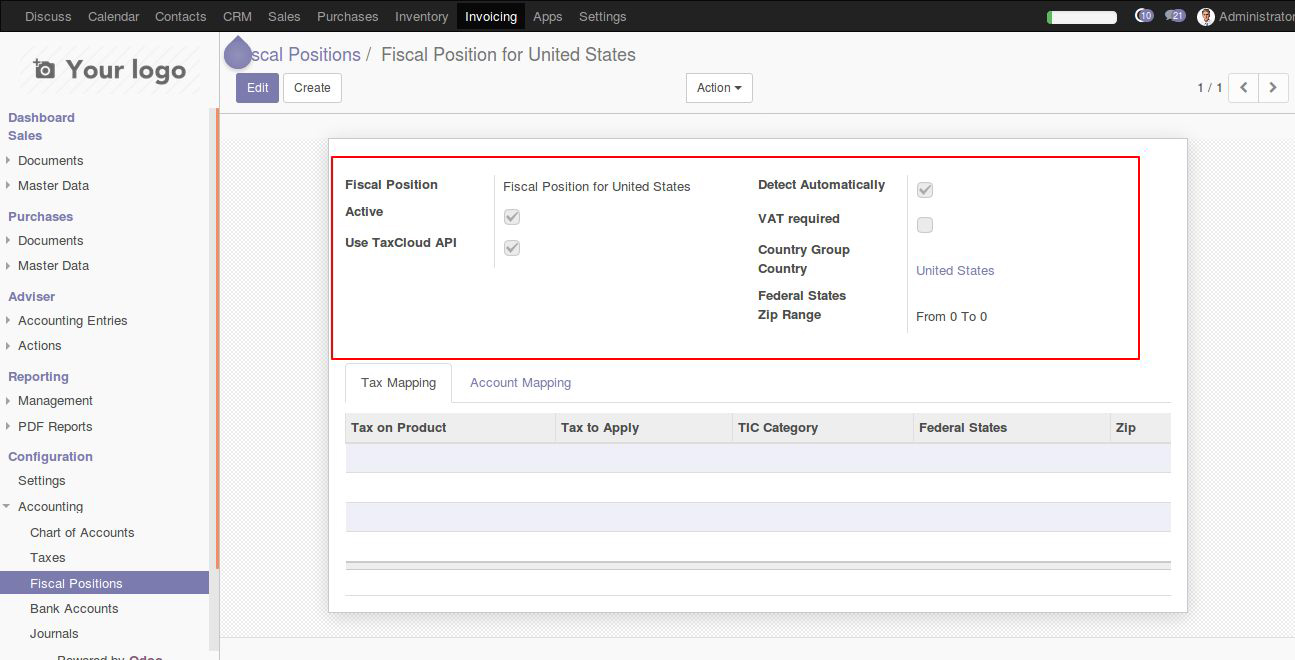 Discuss Calendar Contacts CRM Sales Purchases Inventory Invoicing Apps Settings 10 21 Administrator
Your logo
scal Positions / Fiscal Position for United States
Edit Create Action 1 / 1
Dashboard
Sales
Documents
Master Data
Purchases
Documents
Master Data
Adviser
Accounting Entries
Actions
Reporting
Management
PDF Reports
Configuration
Settings
Accounting
Chart of Accounts
Taxes
Fiscal Positions
Bank Accounts
Journals
Powered by Odoo
Fiscal Position Fiscal Position for United States
Active
Use TaxCloud API
Detect Automatically
VAT required
Country Group
Country United States
Federal States
Zip Range From 0 To 0
Tax Mapping Account Mapping
Tax on Product Tax to Apply TIC Category Federal States Zip